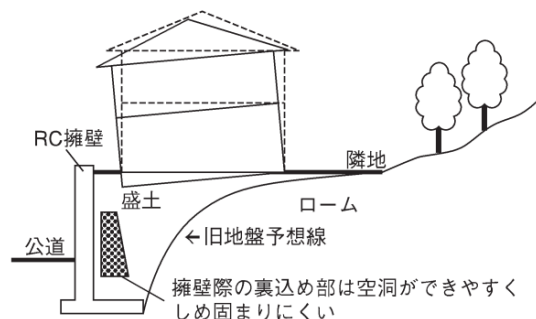 RC擁壁
隣地
盛土
ローム
公道
←旧地盤予想線
擁壁際の裏込め部は空洞ができやすく
しめ固まりにくい